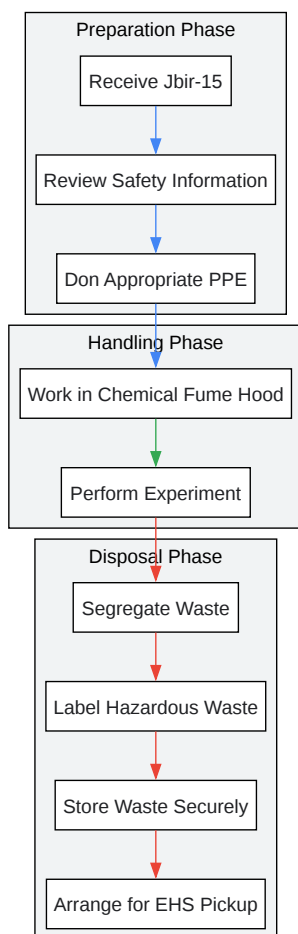 Preparation Phase
Receive Jbir-15
Review Safety Information
Don Appropriate PPE
Handling Phase
Work in Chemical Fume Hood
Perform Experiment
Disposal Phase
Segregate Waste
Label Hazardous Waste
Store Waste Securely
Arrange for EHS Pickup